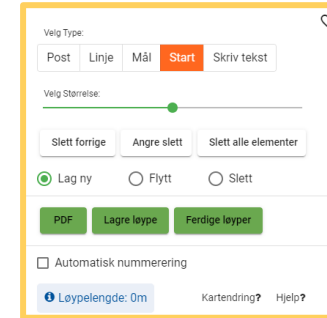 Velg Type:
Post Linje Mål Start Skriv tekst
Velg Størrelse:
Slett forrige Angre slett Slett alle elementer
Lag ny Flytt Slett
PDF Lagre løype Ferdige løyper
Automatisk nummerering
Løypelengde: 0m Kartendring? Hjelp?